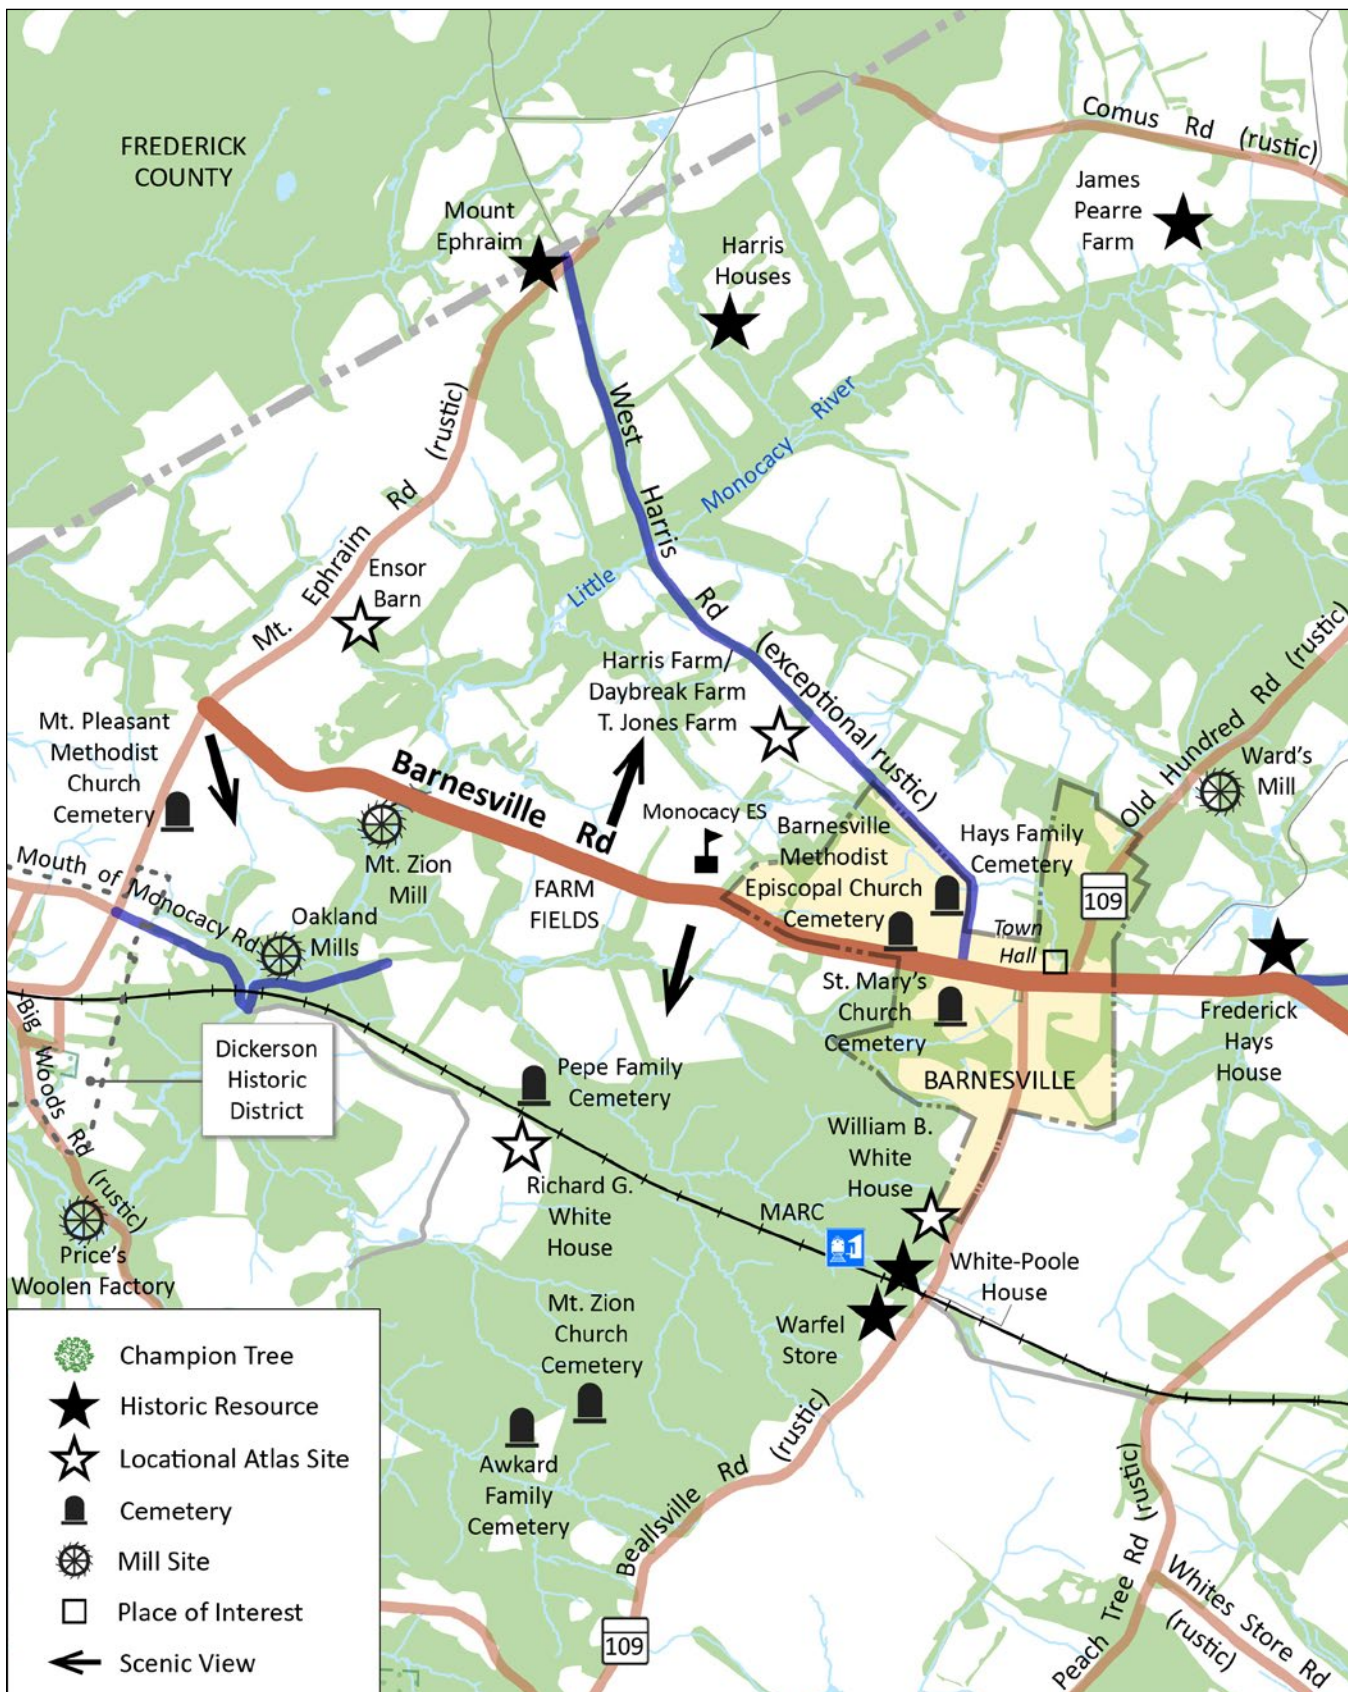 FREDERICK
COUNTY
Comus Rd (rustic)
James
Pearre
Farm
Mount
Ephraim
Harris
Houses
West Harris Rd (exceptional rustic)
Little Monocacy River
Mt. Ephraim Rd (rustic)
Ensor
Barn
Harris Farm/
Daybreak Farm
T. Jones Farm
Old Hundred Rd (rustic)
Ward's
Mill
Mt. Pleasant
Methodist
Church
Cemetery
Barnesville Rd
Monocacy ES
Barnesville
Methodist
Episcopal Church
Cemetery
Hays Family
Cemetery
109
Mt. Zion
Mill
FARM
FIELDS
Mouth of Monocacy Rd
Oakland
Mills
Town
Hall
St. Mary's
Church
Cemetery
Frederick
Hays
House
Big Woods Rd (rustic)
Dickerson
Historic
District
Pepe Family
Cemetery
BARNESVILLE
William B.
White
House
Richard G.
White
House
MARC
Price's
Woolen Factory
White-Poole
House
Mt. Zion
Church
Cemetery
Warfel
Store
Awkard
Family
Cemetery
Beallsville Rd (rustic)
109
Peach Tree Rd (rustic)
Whites Store Rd
(rustic)
Champion Tree
Historic Resource
Locational Atlas Site
Cemetery
Mill Site
Place of Interest
Scenic View